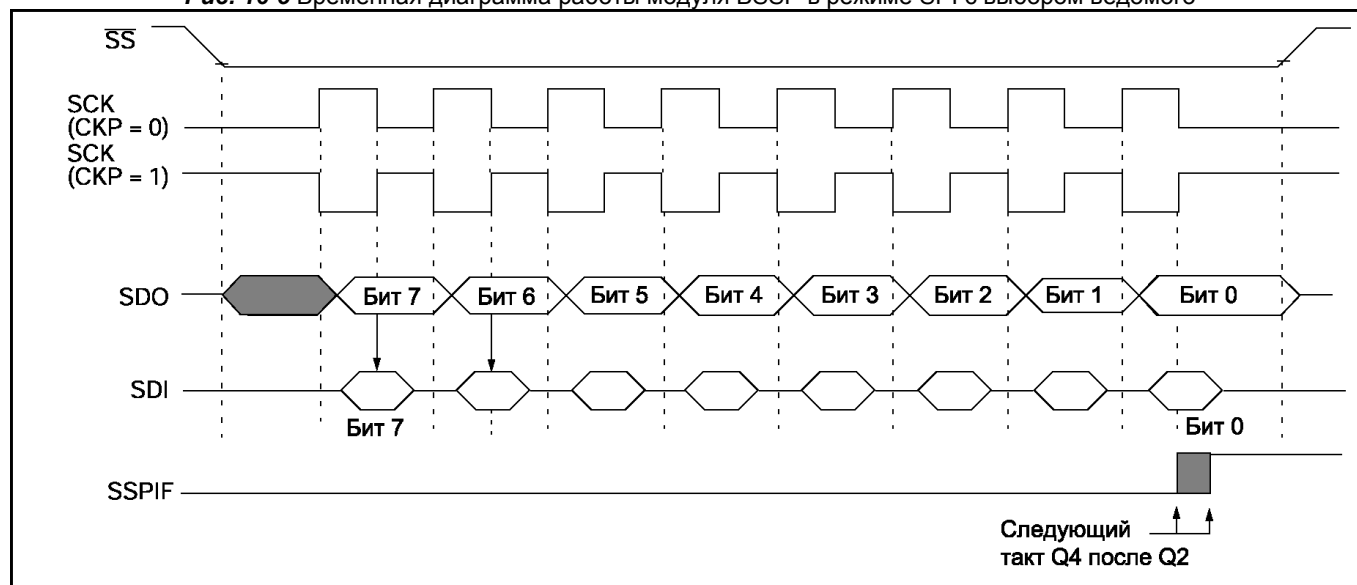 Рис. 10-3 Временная диаграмма работы модуля BSSP в режиме SPI с выбором ведомого
SS
SCK
(CKP = 0)
SCK
(CKP = 1)
SDO
Бит 7
Бит 6
Бит 5
Бит 4
Бит 3
Бит 2
Бит 1
Бит 0
SDI
Бит 7
Бит 0
SSPIF
Следующий
такт Q4 после Q2